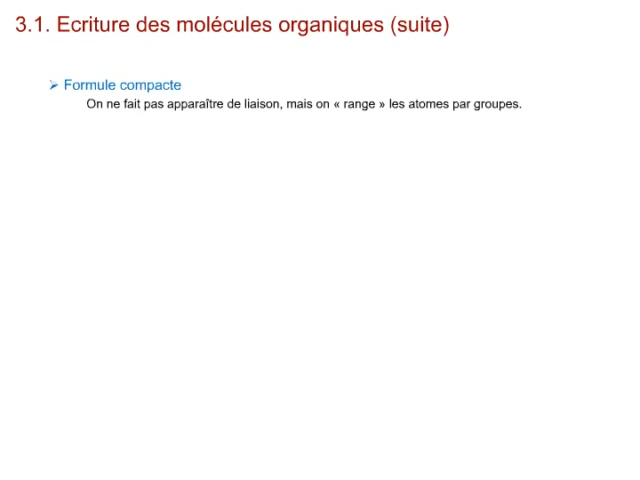 3.1. Ecriture des molécules organiques (suite)
➢ Formule compacte
On ne fait pas apparaître de liaison, mais on « range » les atomes par groupes.